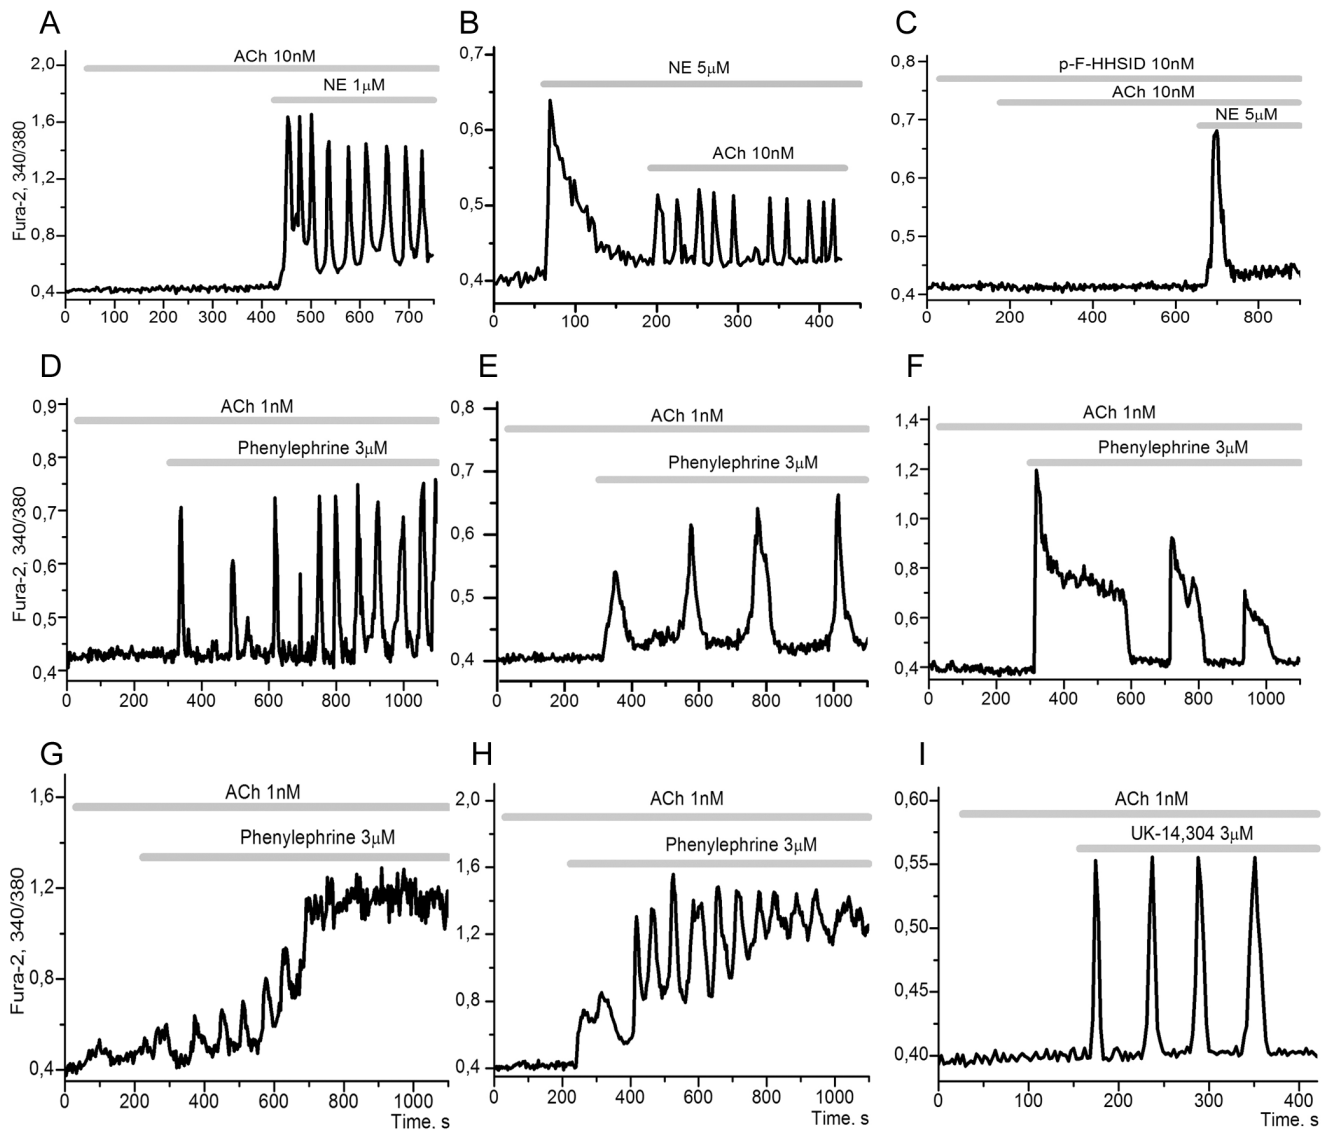 A
ACh 10nM
NE 1µM
Fura-2, 340/380
2,0
1,6
1,2
0,8
0,4
0 100 200 300 400 500 600 700
B
NE 5µM
ACh 10nM
0,7
0,6
0,5
0,4
0 100 200 300 400
C
p-F-HHSID 10nM
ACh 10nM
NE 5µM
0,8
0,7
0,6
0,5
0,4
0 200 400 600 800
D
ACh 1nM
Phenylephrine 3µM
Fura-2, 340/380
0,9
0,8
0,7
0,6
0,5
0,4
0 200 400 600 800 1000
E
ACh 1nM
Phenylephrine 3µM
0,8
0,7
0,6
0,5
0,4
0 200 400 600 800 1000
F
ACh 1nM
Phenylephrine 3µM
1,4
1,2
1,0
0,8
0,6
0,4
0 200 400 600 800 1000
G
ACh 1nM
Phenylephrine 3µM
Fura-2, 340/380
1,6
1,2
0,8
0,4
0 200 400 600 800 1000
Time. s
H
ACh 1nM
Phenylephrine 3µM
2,0
1,6
1,2
0,8
0,4
0 200 400 600 800 1000
Time. s
I
ACh 1nM
UK-14,304 3µM
0,60
0,55
0,50
0,45
0,40
0 100 200 300 400
Time. s